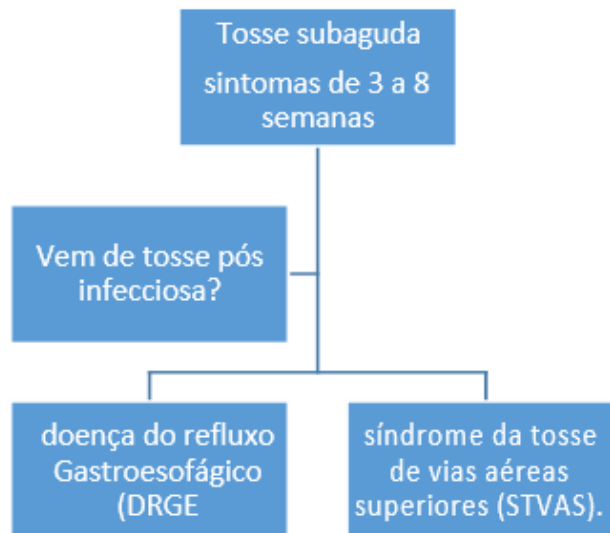 Tosse subaguda
sintomas de 3 a 8
semanas
Vem de tosse pós
infecciosa?
doença do refluxo
Gastroesofágico
(DRGE
síndrome da tosse
de vias aéreas
superiores (STVAS).